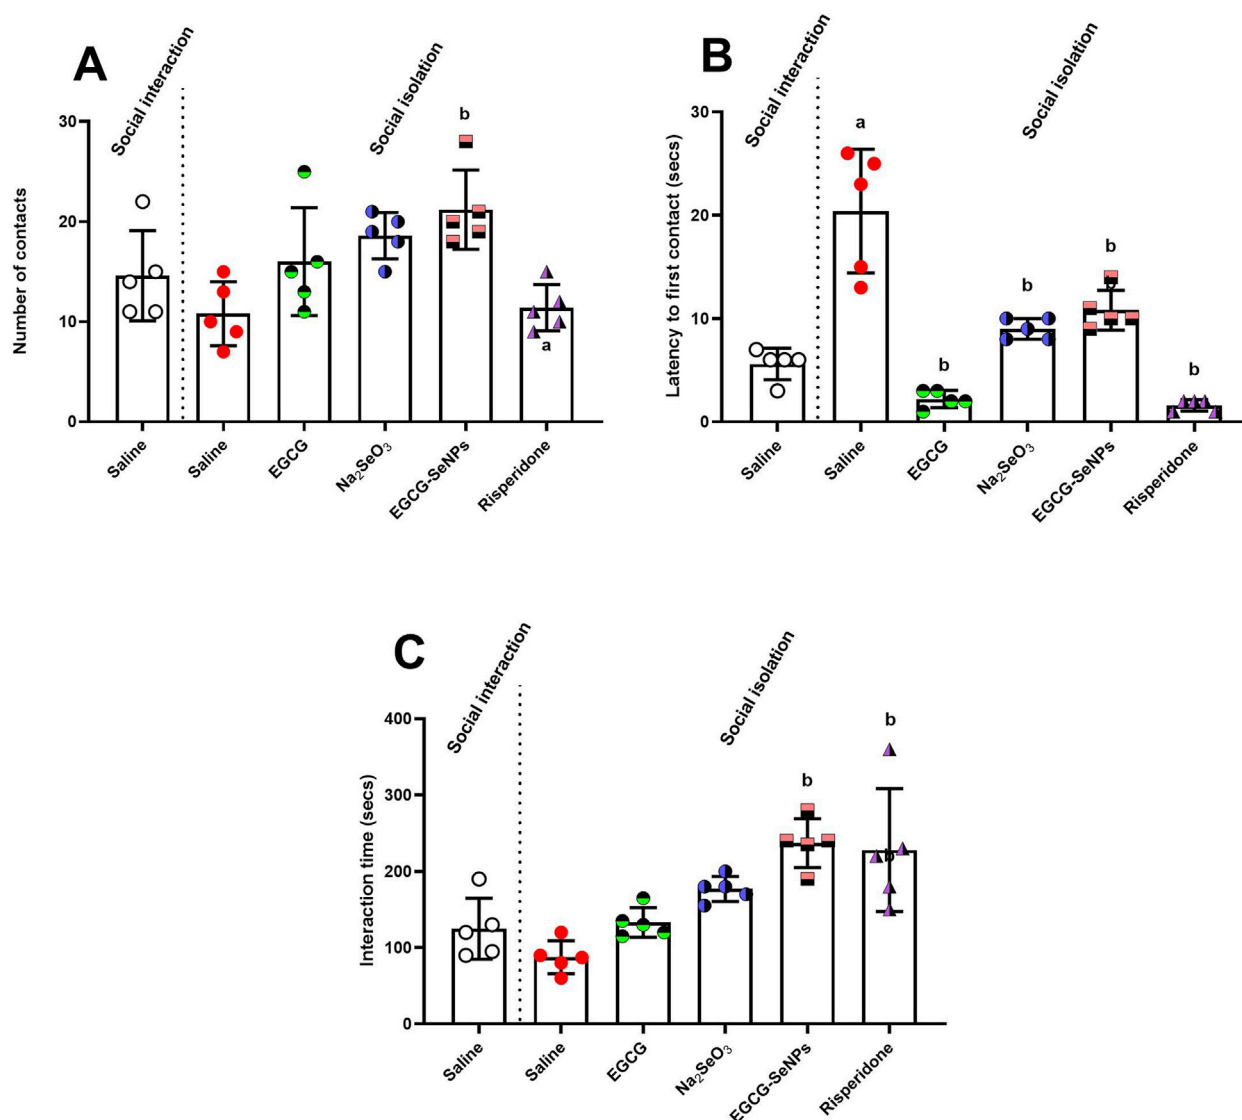 A
Social interaction
Social isolation
Number of contacts
30
20
10
0
b
a
Saline
Saline
EGCG
Na₂SeO₃
EGCG-SeNPs
Risperidone
B
Social interaction
Social isolation
Latency to first contact (secs)
30
20
10
0
a
b
b
b
b
b
Saline
Saline
EGCG
Na₂SeO₃
EGCG-SeNPs
Risperidone
C
Social interaction
Social isolation
Interaction time (secs)
400
300
200
100
0
b
b
b
Saline
Saline
EGCG
Na₂SeO₃
EGCG-SeNPs
Risperidone